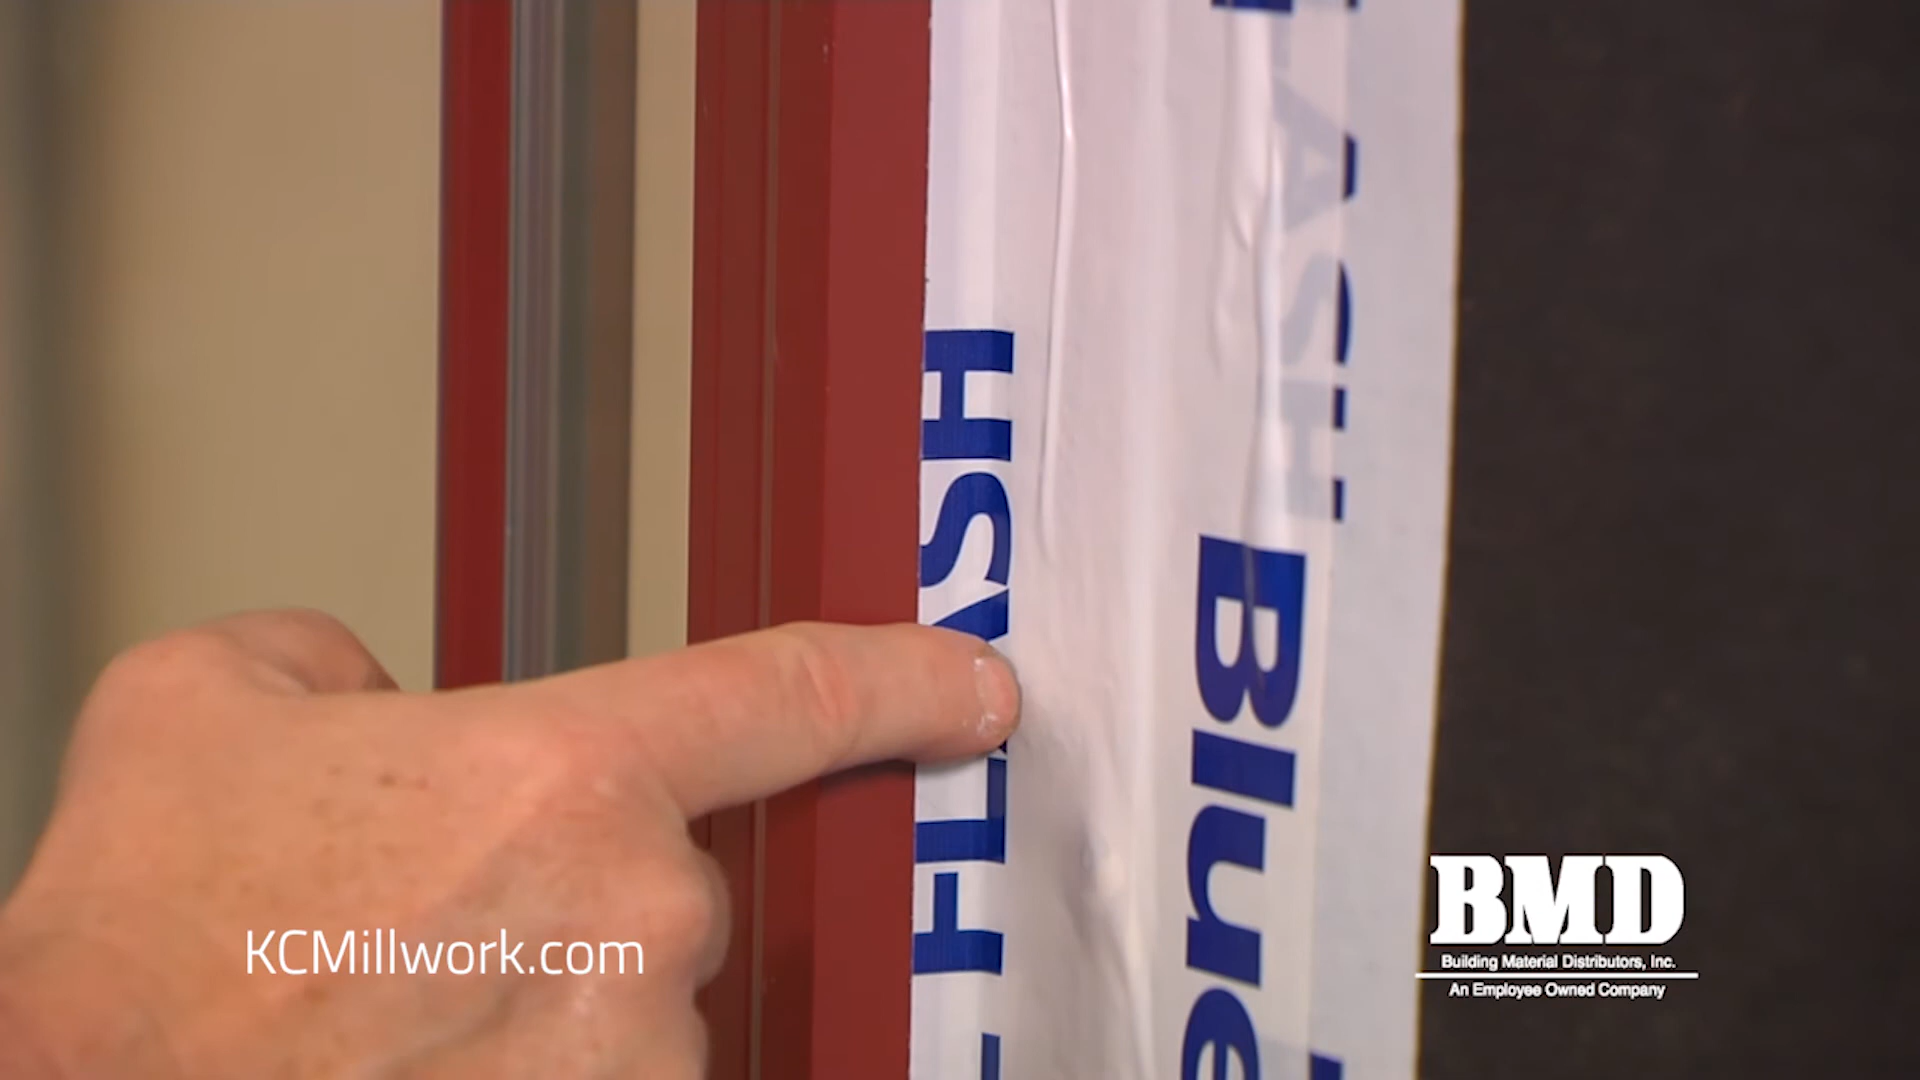 FLASH
Blue
KCMillwork.com
BMD
Building Material Distributors, Inc.
An Employee Owned Company